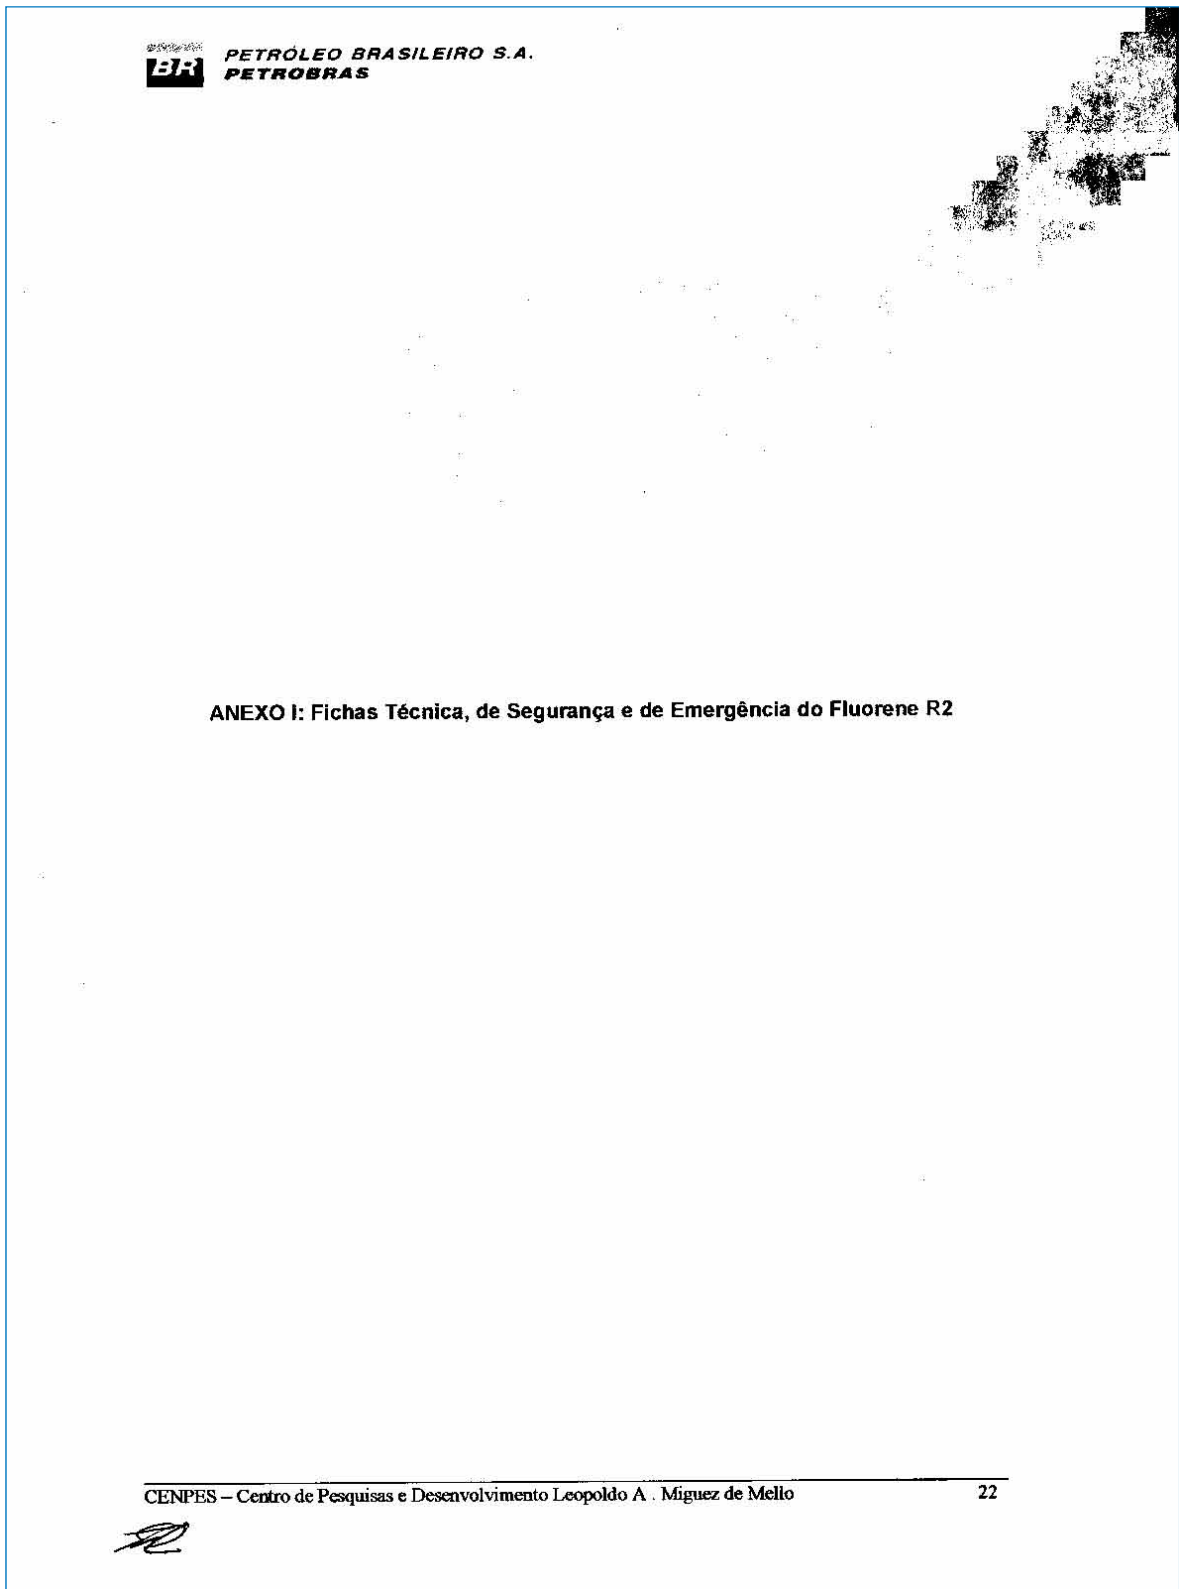 BR
PETRÓLEO BRASILEIRO S.A.
PETROBRAS
ANEXO I: Fichas Técnica, de Segurança e de Emergência do Fluorene R2
CENPES – Centro de Pesquisas e Desenvolvimento Leopoldo A . Miguez de Mello 22